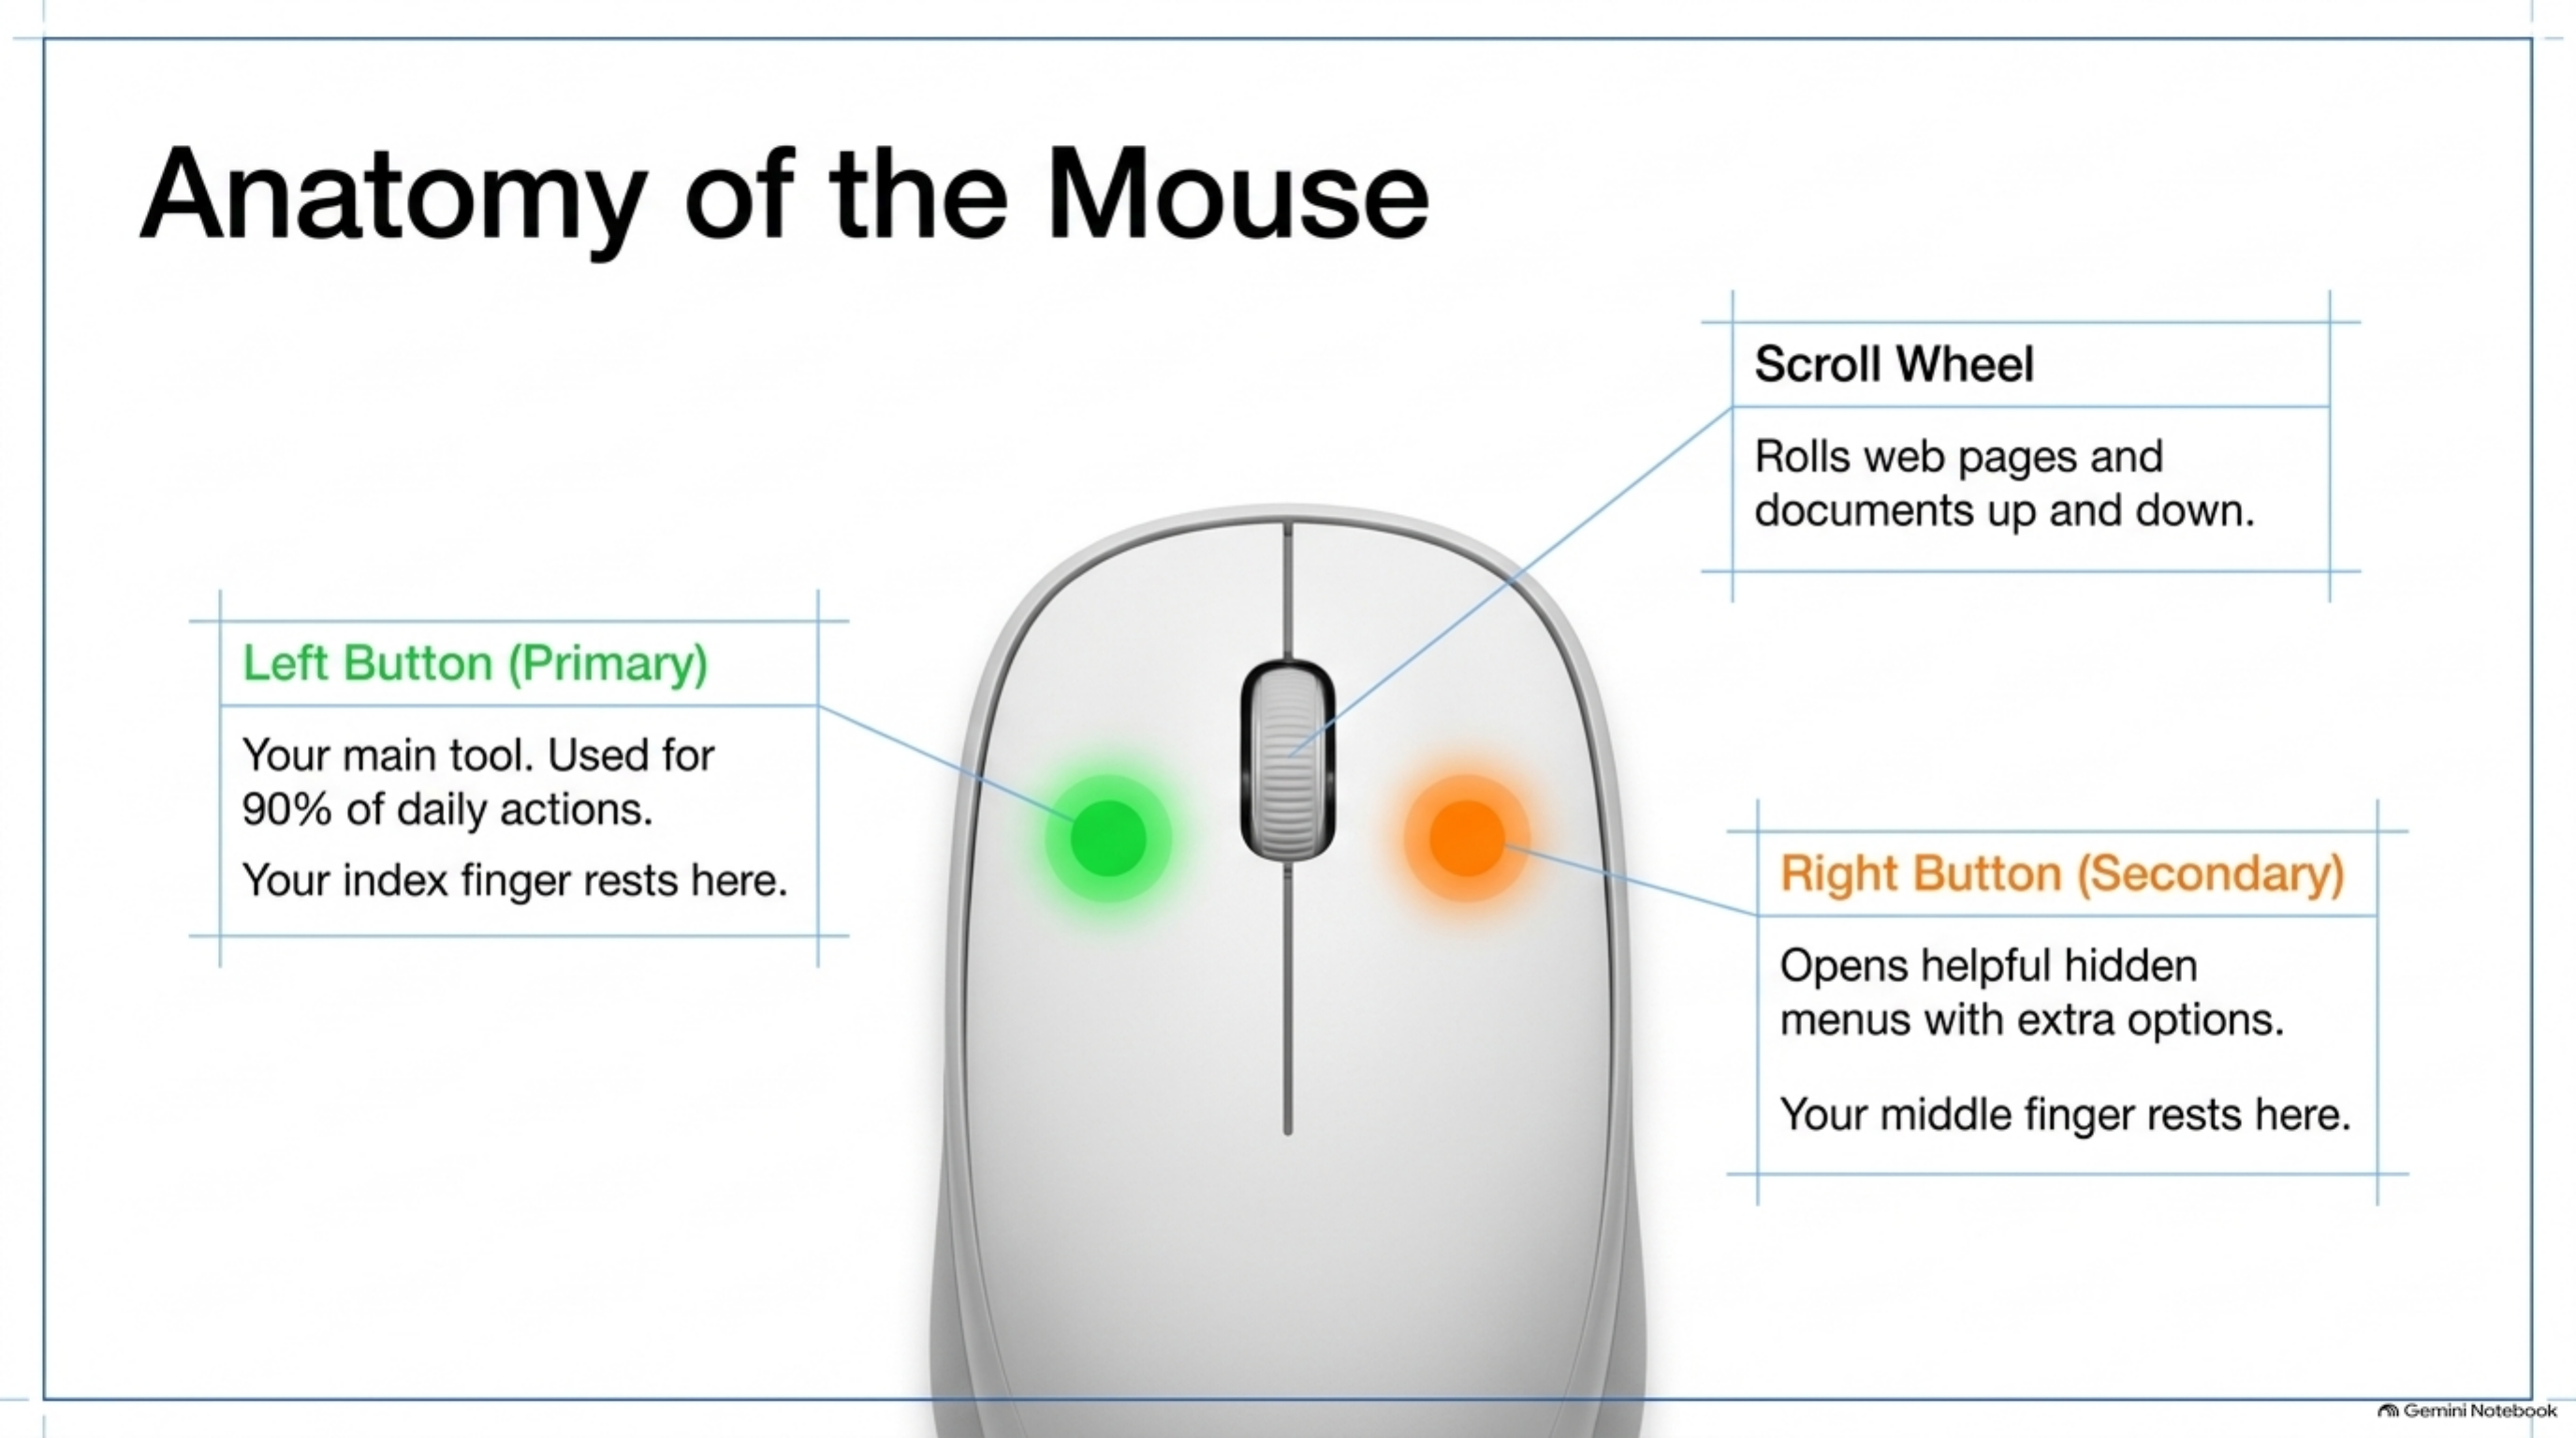 Anatomy of the Mouse
Scroll Wheel
Rolls web pages and
documents up and down.
Left Button (Primary)
Your main tool. Used for
90% of daily actions.
Your index finger rests here.
Right Button (Secondary)
Opens helpful hidden
menus with extra options.
Your middle finger rests here.
Gemini Notebook